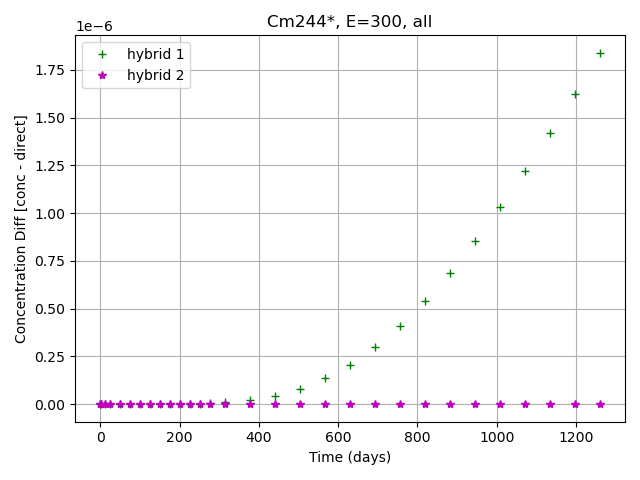 Cm244*, E=300, all
1e−6
hybrid 1
hybrid 2
1.75
1.50
1.25
1.00
0.75
0.50
0.25
0.00
Concentration Diff [conc - direct]
0 200 400 600 800 1000 1200
Time (days)